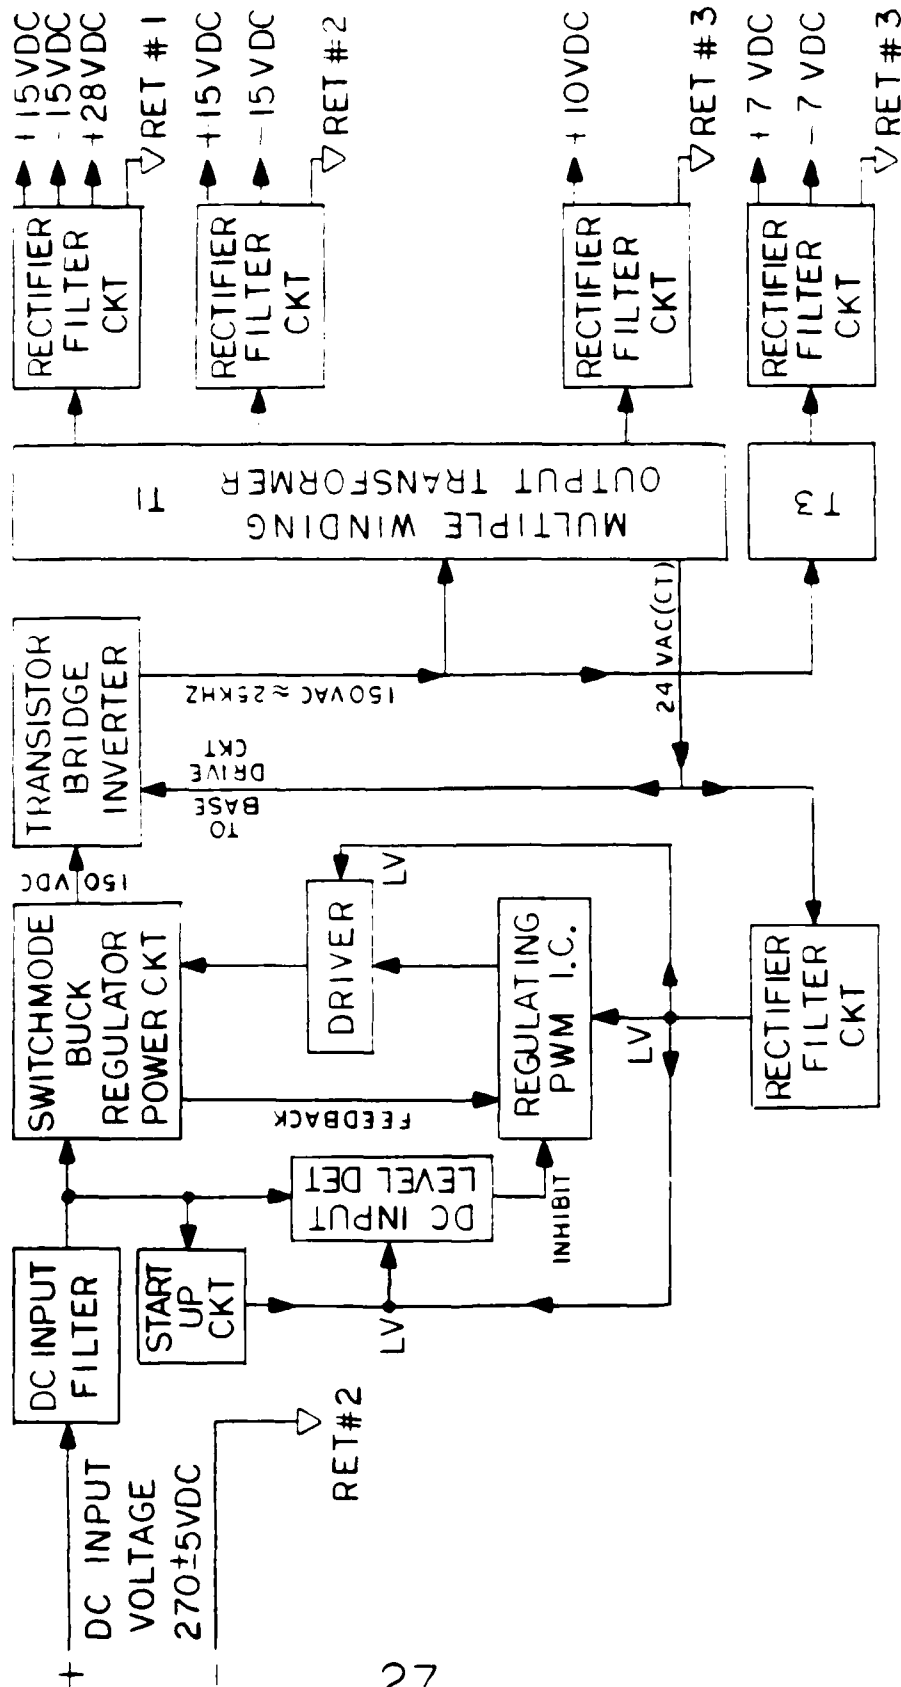 +
DC INPUT
VOLTAGE
270±5VDC
-
RET#2
DC INPUT
FILTER
START
UP
CKT
LV
DC INPUT
LEVEL DET
INHIBIT
SWITCHMODE
BUCK
REGULATOR
POWER CKT
FEEDBACK
DRIVER
REGULATING
PWM I.C.
LV
LV
RECTIFIER
FILTER
CKT
150 VDC
TRANSISTOR
BRIDGE
INVERTER
TO
BASE
DRIVE
CKT
150VAC≈25KHZ
24 VAC(CT)
MULTIPLE WINDING
OUTPUT TRANSFORMER
T1
T3
RECTIFIER
FILTER
CKT
+15VDC
-15VDC
+28VDC
RET #1
RECTIFIER
FILTER
CKT
+15VDC
-15VDC
RET #2
RECTIFIER
FILTER
CKT
+10VDC
RET #3
RECTIFIER
FILTER
CKT
+7 VDC
-7 VDC
RET #3
27